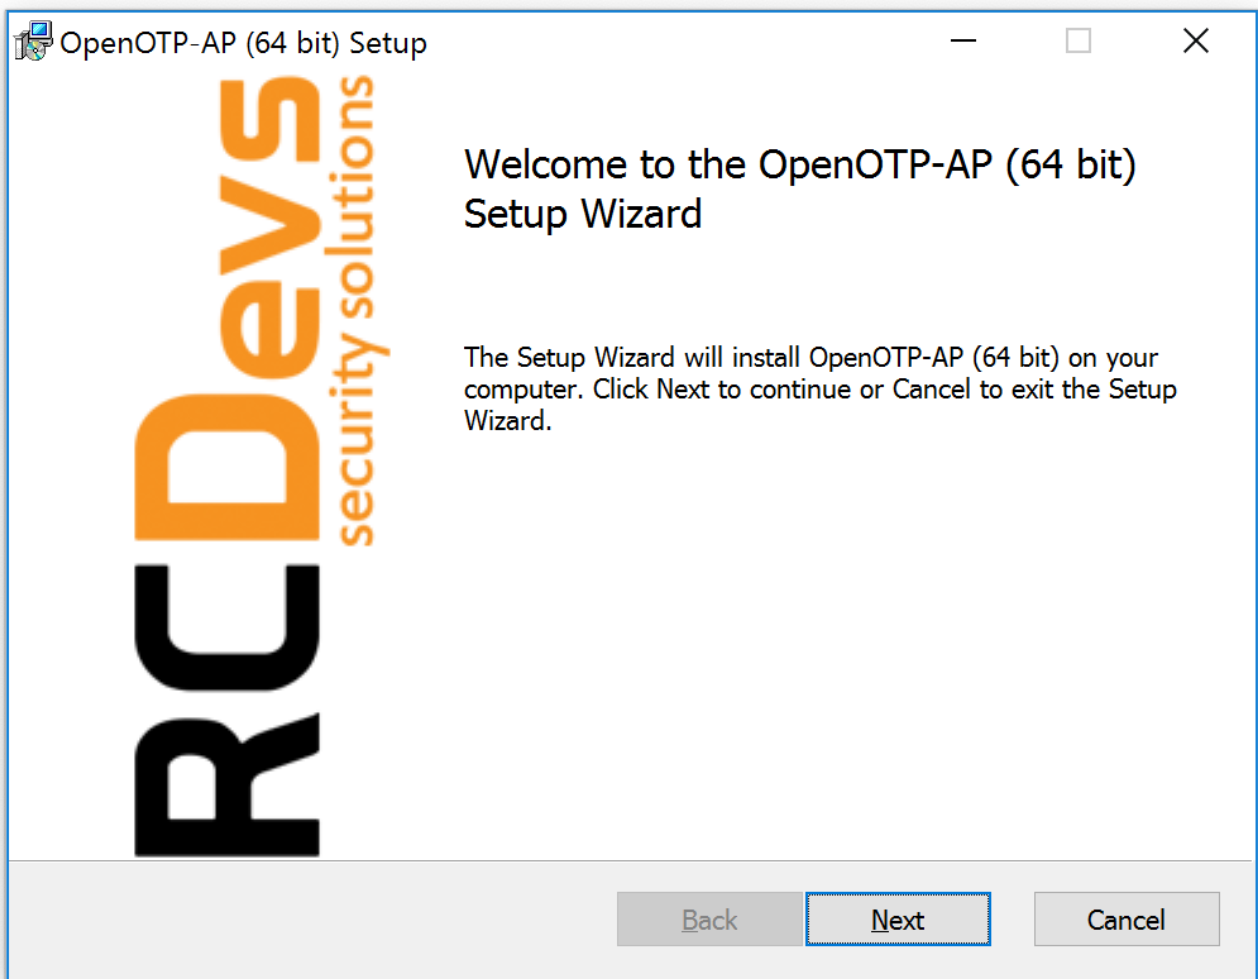 OpenOTP-AP (64 bit) Setup
RCDevs
security solutions
Welcome to the OpenOTP-AP (64 bit)
Setup Wizard
The Setup Wizard will install OpenOTP-AP (64 bit) on your
computer. Click Next to continue or Cancel to exit the Setup
Wizard.
Back
Next
Cancel